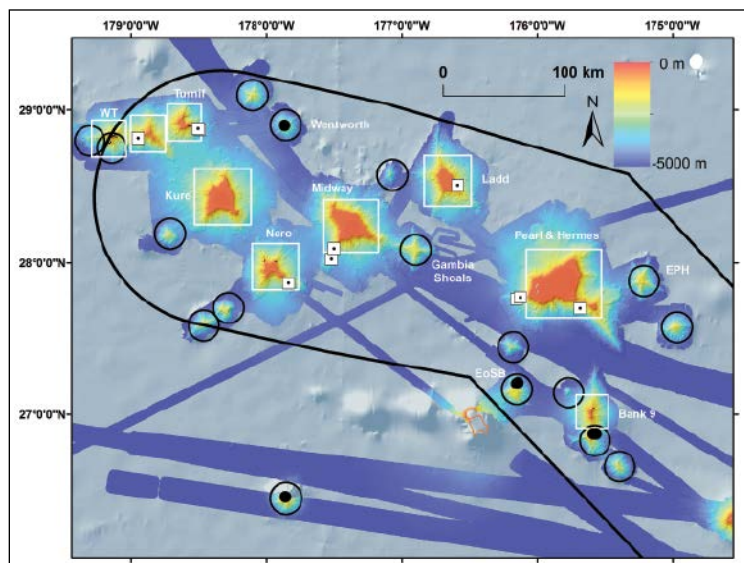 179°0'0"W 178°0'0"W 177°0'0"W 176°0'0"W 175°0'0"W
0 100 km
0 m
-5000 m
N
29°0'0"N
28°0'0"N
27°0'0"N
WT
Turnif
Wentworth
Kure
Midway
Ladd
Nero
Gambia
Shoals
Pearl & Hermes
EPH
EoSB
Bank 9